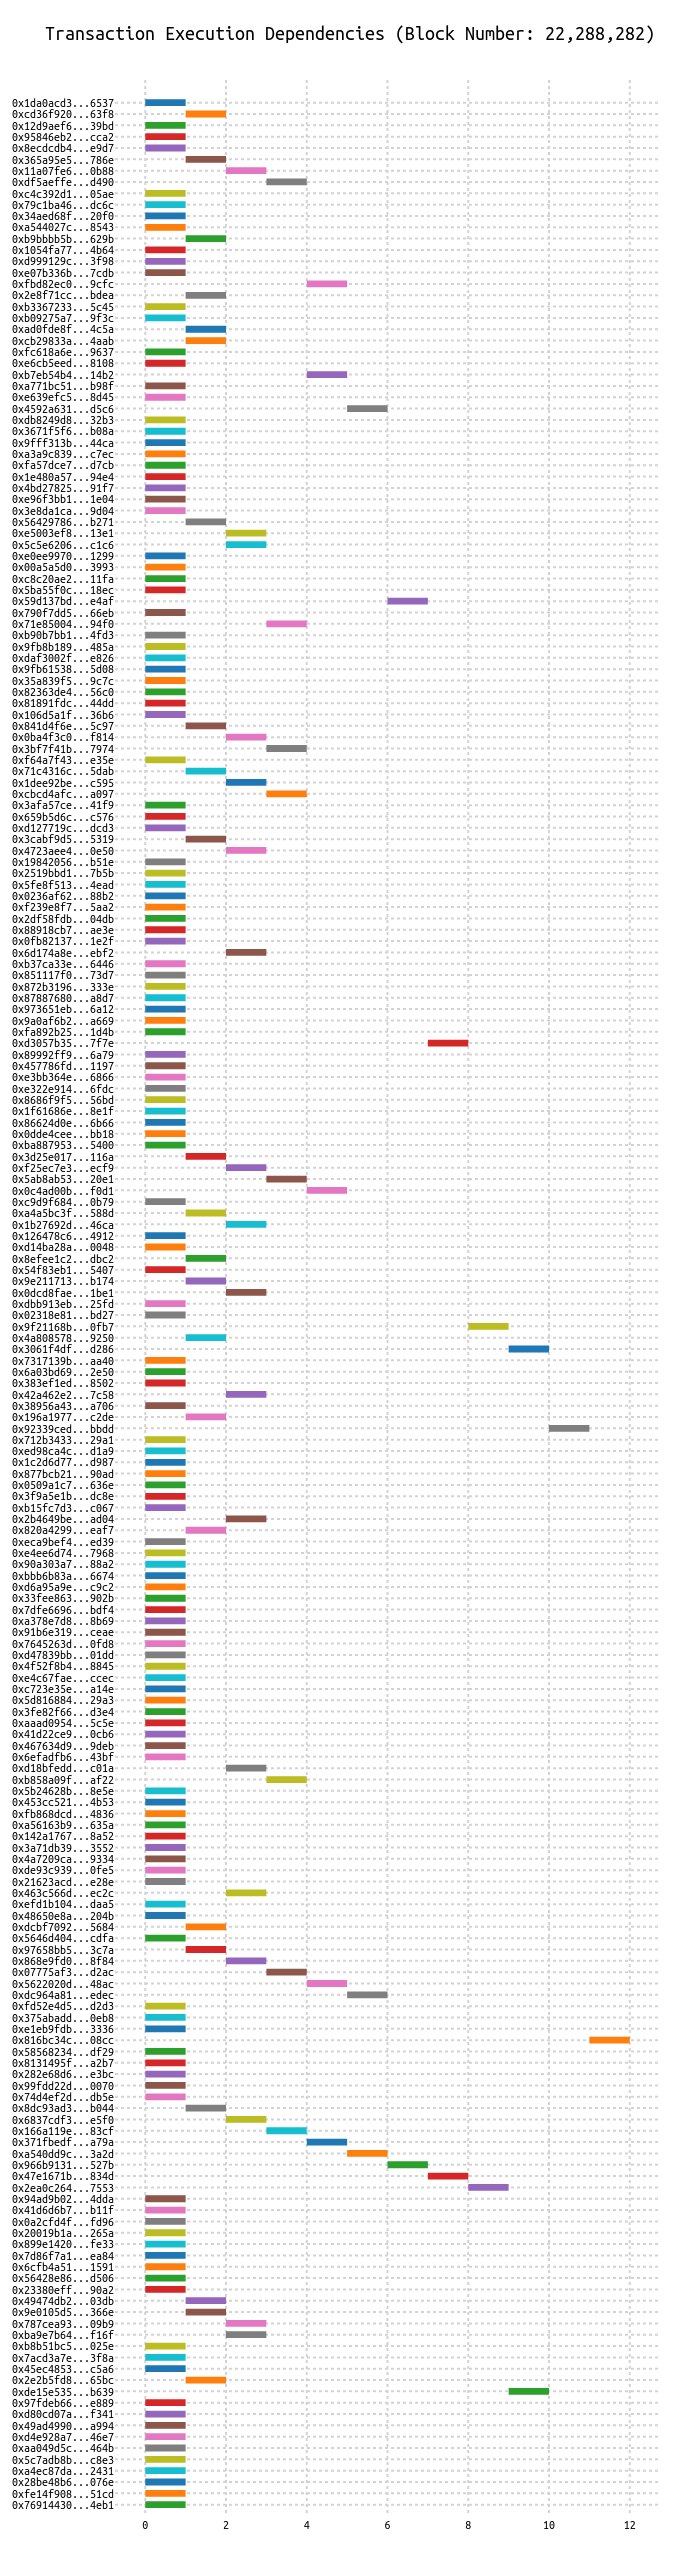 Transaction Execution Dependencies (Block Number: 22,288,282)
0x1da0acd3...6537
0xcd36f920...63f8
0x12d9aef6...39bd
0x95846eb2...cca2
0x8ecdcdb4...e9d7
0x365a95e5...786e
0x11a07fe6...0b88
0xdf5aeffe...d490
0xc4c392d1...05ae
0x79c1ba46...dc6c
0x34aed68f...20f0
0xa544027c...8543
0xb9bbbb5b...629b
0x1054fa77...4b64
0xd999129c...3f98
0xe07b336b...7cdb
0xfbd82ec0...9cfc
0x2e8f71cc...bdea
0xb3367233...5c45
0xb09275a7...9f3c
0xad0fde8f...4c5a
0xcb29833a...4aab
0xfc618a6e...9637
0xe6cb5eed...8108
0xb7eb54b4...14b2
0xa771bc51...b98f
0xe639efc5...8d45
0x4592a631...d5c6
0xdb8249d8...32b3
0x3671f5f6...b08a
0x9fff313b...44ca
0xa3a9c839...c7ec
0xfa57dce7...d7cb
0x1e480a57...94e4
0x4bd27825...91f7
0xe96f3bb1...1e04
0x3e8da1ca...9d04
0x56429786...b271
0xe5003ef8...13e1
0x5c5e6206...c1c6
0xe0ee9970...1299
0x00a5a5d0...3993
0xc8c20ae2...11fa
0x5ba55f0c...18ec
0x59d137bd...e4af
0x790f7dd5...66eb
0x71e85004...94f0
0xb90b7bb1...4fd3
0x9fb8b189...485a
0xdaf3002f...e826
0x9fb61538...5d08
0x35a839f5...9c7c
0x82363de4...56c0
0x81891fdc...44dd
0x106d5a1f...36b6
0x841d4f6e...5c97
0x0ba4f3c0...f814
0x3bf7f41b...7974
0xf64a7f43...e35e
0x71c4316c...5dab
0x1dee92be...c595
0xcbcd4afc...a097
0x3afa57ce...41f9
0x659b5d6c...c576
0xd127719c...dcd3
0x3cabf9d5...5319
0x4723aee4...0e50
0x19842056...b51e
0x2519bbd1...7b5b
0x5fe8f513...4ead
0x0236af62...88b2
0xf239e8f7...5aa2
0x2df58fdb...04db
0x88918cb7...ae3e
0x0fb82137...1e2f
0x6d174a8e...ebf2
0xb37ca33e...6446
0x851117f0...73d7
0x872b3196...333e
0x87887680...a8d7
0x973651eb...6a12
0x9a0af6b2...a669
0xfa892b25...1d4b
0xd3057b35...7f7e
0x89992ff9...6a79
0x457786fd...1197
0xe3bb364e...6866
0xe322e914...6fdc
0x8686f9f5...56bd
0x1f61686e...8e1f
0x86624d0e...6b66
0x0dde4cee...bb18
0xba887953...5400
0x3d25e017...116a
0xf25ec7e3...ecf9
0x5ab8ab53...20e1
0x0c4ad00b...f0d1
0xc9d9f684...0b79
0xa4a5bc3f...588d
0x1b27692d...46ca
0x126478c6...4912
0xd14ba28a...0048
0x8efee1c2...dbc2
0x54f83eb1...5407
0x9e211713...b174
0x0dcd8fae...1be1
0xdbb913eb...25fd
0x02318e81...bd27
0x9f21168b...0fb7
0x4a808578...9250
0x3061f4df...d286
0x7317139b...aa40
0x6a03bd69...2e50
0x383ef1ed...8502
0x42a462e2...7c58
0x38956a43...a706
0x196a1977...c2de
0x92339ced...bbdd
0x712b3433...29a1
0xed98ca4c...d1a9
0x1c2d6d77...d987
0x877bcb21...90ad
0x0509a1c7...636e
0x3f9a5e1b...dc8e
0xb15fc7d3...c067
0x2b4649be...ad04
0x820a4299...eaf7
0xeca9bef4...ed39
0xe4ee6d74...7968
0x90a303a7...88a2
0xbbb6b83a...6674
0xd6a95a9e...c9c2
0x33fee863...902b
0x7dfe6696...bdf4
0xa378e7d8...8b69
0x91b6e319...ceae
0x7645263d...0fd8
0xd47839bb...01dd
0x4f52f8b4...8845
0xe4c67fae...ccec
0xc723e35e...a14e
0x5d816884...29a3
0x3fe82f66...d3e4
0xaaad0954...5c5e
0x41d22ce9...0cb6
0x467634d9...9deb
0x6efadfb6...43bf
0xd18bfedd...c01a
0xb858a09f...af22
0x5b24628b...8e5e
0x453cc521...4b53
0xfb868dcd...4836
0xa56163b9...635a
0x142a1767...8a52
0x3a71db39...3552
0x4a7209ca...9334
0xde93c939...0fe5
0x21623acd...e28e
0x463c566d...ec2c
0xefd1b104...daa5
0x48650e8a...204b
0xdcbf7092...5684
0x5646d404...cdfa
0x97658bb5...3c7a
0x868e9fd0...8f84
0x07775af3...d2ac
0x5622020d...48ac
0xdc964a81...edec
0xfd52e4d5...d2d3
0x375abadd...0eb8
0xe1eb9fdb...3336
0x816bc34c...08cc
0x58568234...df29
0x8131495f...a2b7
0x282e68d6...e3bc
0x99fdd22d...0070
0x74d4ef2d...db5e
0x8dc93ad3...b044
0x6837cdf3...e5f0
0x166a119e...83cf
0x371fbedf...a79a
0xa540dd9c...3a2d
0x966b9131...527b
0x47e1671b...834d
0x2ea0c264...7553
0x94ad9b02...4dda
0x41d6d6b7...b11f
0x0a2cfd4f...fd96
0x20019b1a...265a
0x899e1420...fe33
0x7d86f7a1...ea84
0x6cfb4a51...1591
0x56428e86...d506
0x23380eff...90a2
0x49474db2...03db
0x9e0105d5...366e
0x787cea93...09b9
0xba9e7b64...f16f
0xb8b51bc5...025e
0x7acd3a7e...3f8a
0x45ec4853...c5a6
0x2e2b5fd8...65bc
0xde15e535...b639
0x97fdeb66...e889
0xd80cd07a...f341
0x49ad4990...a994
0xd4e928a7...46e7
0xaa049d5c...464b
0x5c7adb8b...c8e3
0xa4ec87da...2431
0x28be48b6...076e
0xfe14f908...51cd
0x76914430...4eb1
0 2 4 6 8 10 12